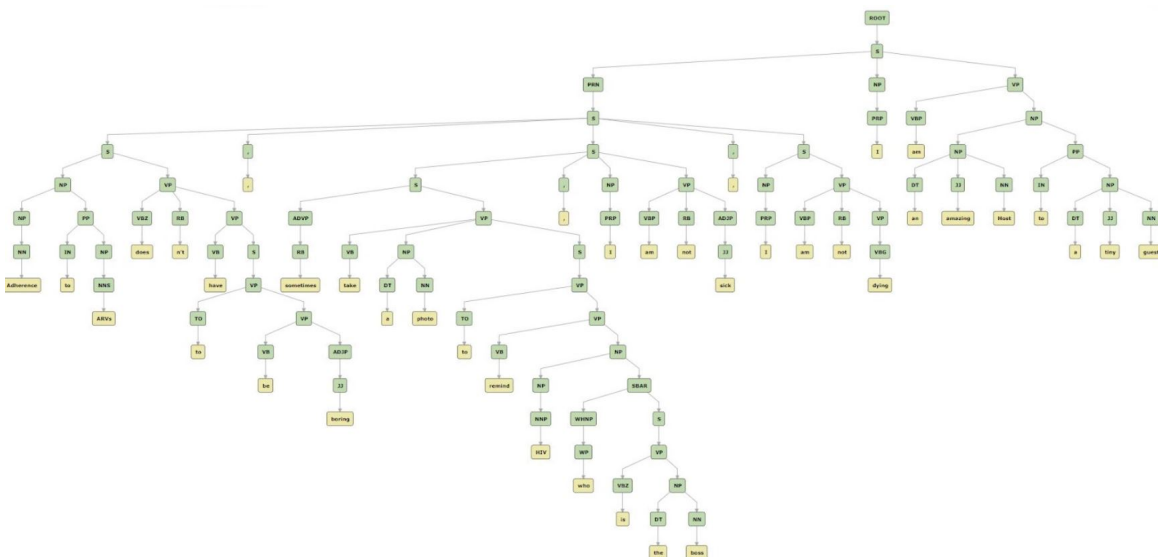 ROOT
S
PRN NP VP
S PRP VBP NP
S , S , S I am NP PP
NP VP , S , NP VP , NP VP DT JJ NN IN NP
NP PP VBZ RB VP ADVP VP , PRP VBP RB ADJP PRP VBP RB VP an amazing Host to DT JJ NN
NN IN NP does n't VB S RB VB NP S I am not JJ I am not VBG a tiny guest
Adherence to NNS have VP sometimes take DT NN VP sick dying
ARVs TO VP a photo TO VP
to VB ADJP to VB NP
be JJ remind NP SBAR
boring NNP WHNP S
HIV WP VP
who VBZ NP
is DT NN
the boss